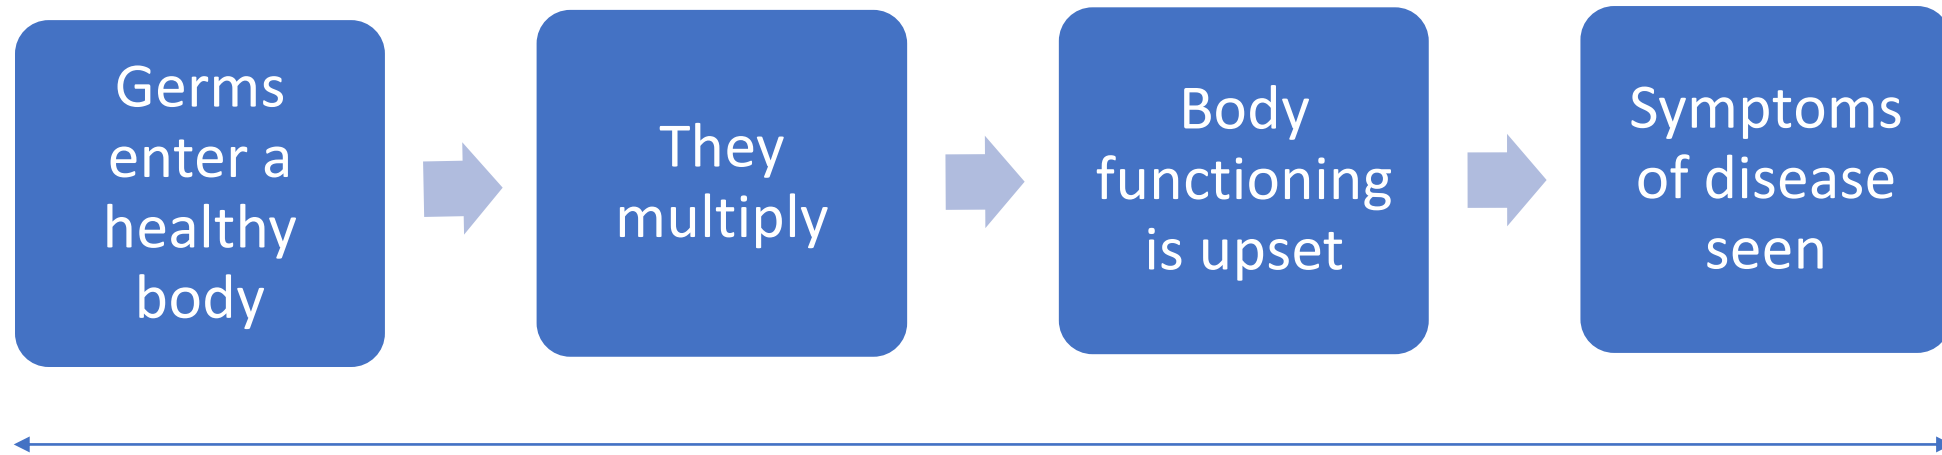 Germs
enter a
healthy
body
They
multiply
Body
functioning
is upset
Symptoms
of disease
seen